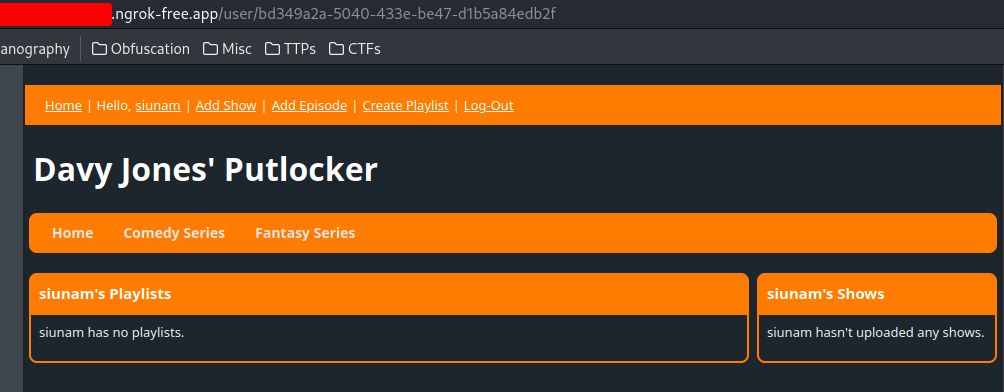 .ngrok-free.app/user/bd349a2a-5040-433e-be47-d1b5a84edb2f
anography Obfuscation Misc TTPs CTFs
Home | Hello, siunam | Add Show | Add Episode | Create Playlist | Log-Out
Davy Jones' Putlocker
Home Comedy Series Fantasy Series
siunam's Playlists
siunam has no playlists.
siunam's Shows
siunam hasn't uploaded any shows.